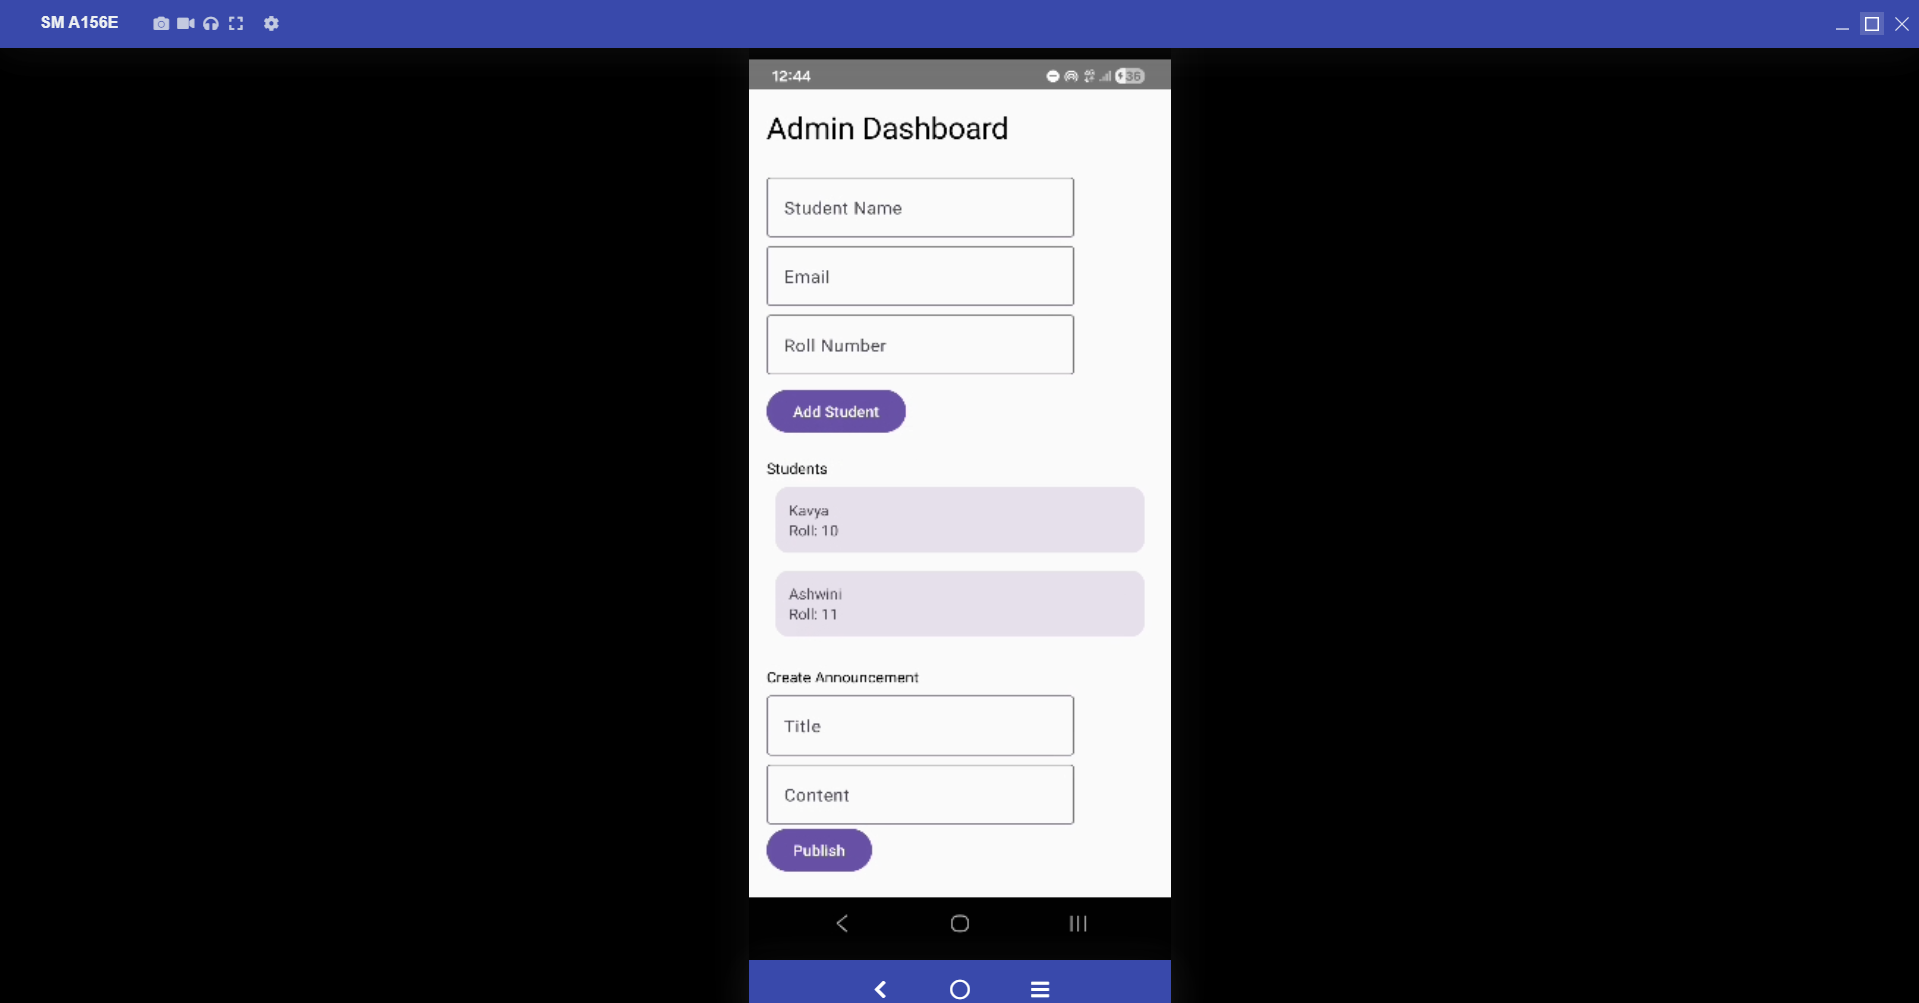 SM A156E
12:44
36
Admin Dashboard
Student Name
Email
Roll Number
Add Student
Students
Kavya
Roll: 10
Ashwini
Roll: 11
Create Announcement
Title
Content
Publish